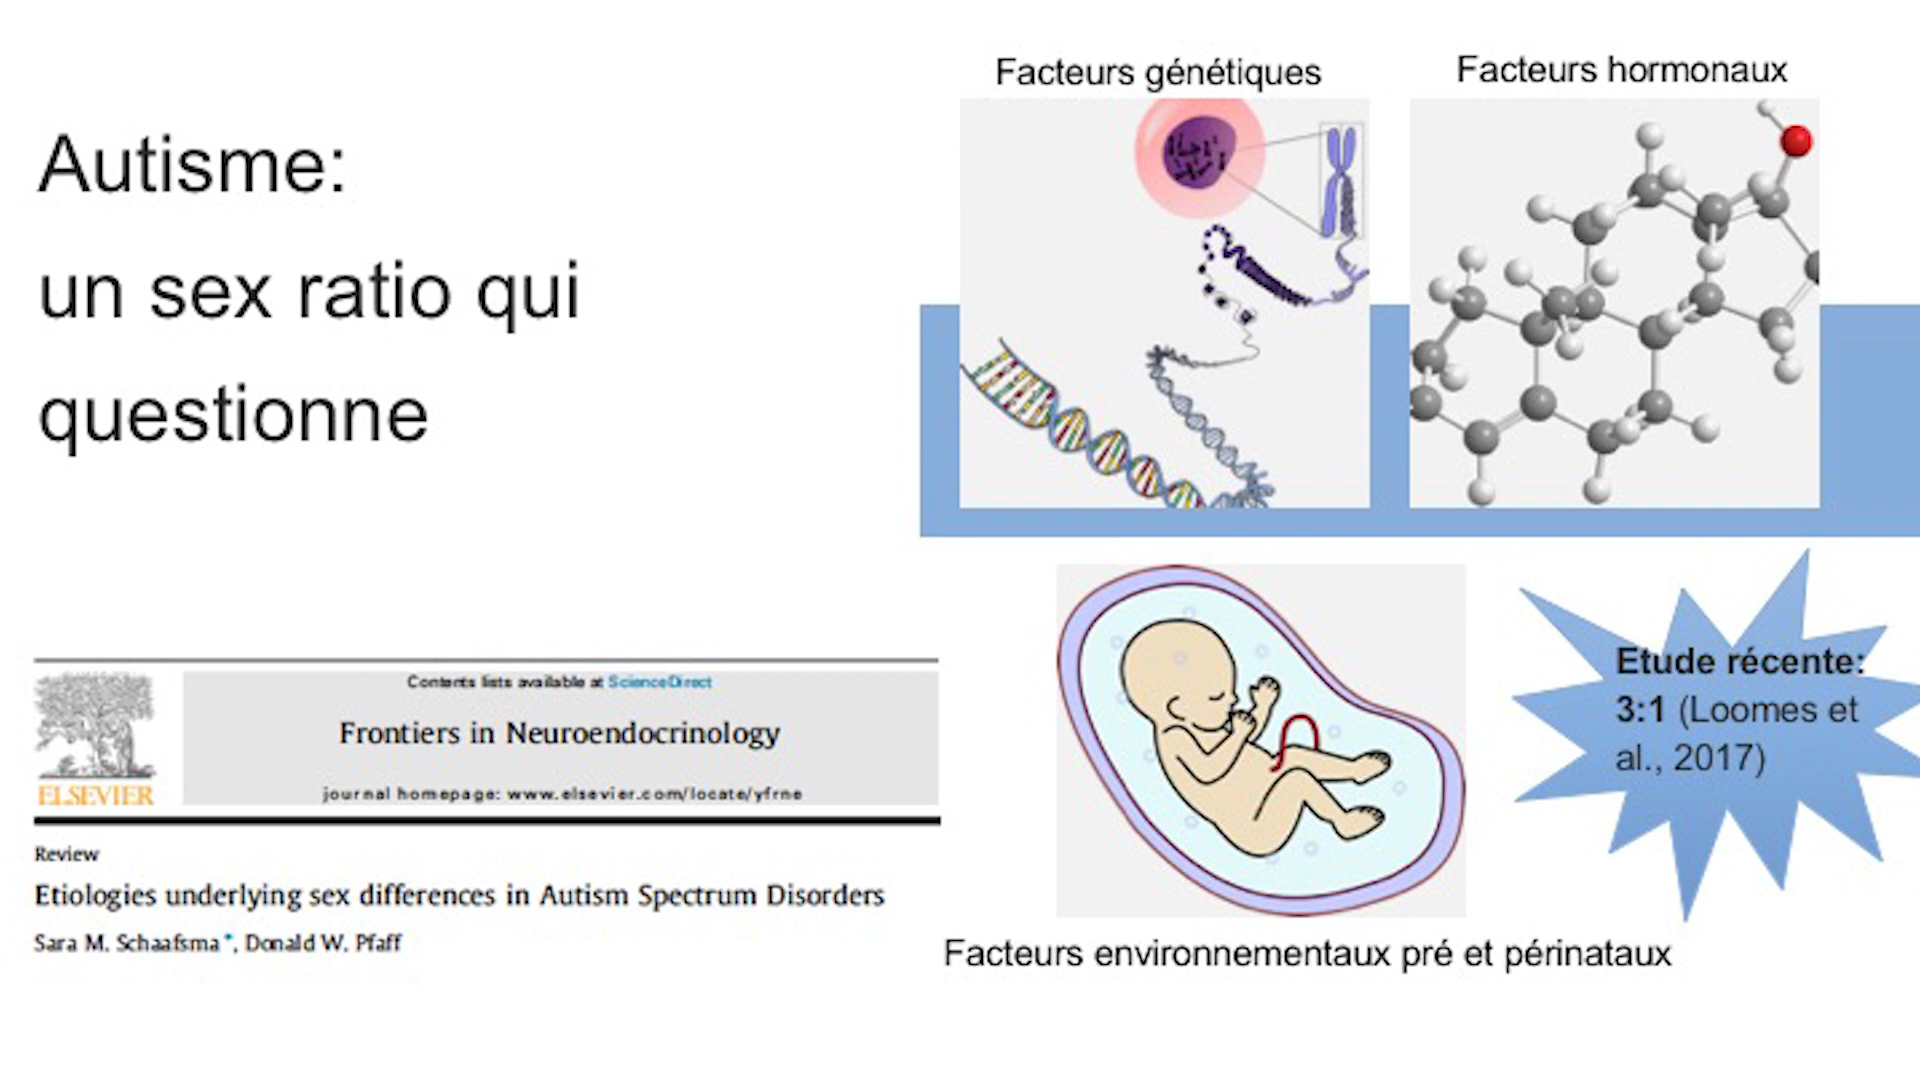 Autisme:
un sex ratio qui
questionne
Facteurs génétiques
Facteurs hormonaux
Contents lists available at ScienceDirect
Frontiers in Neuroendocrinology
journal homepage: www.elsevier.com/locate/yfrne
ELSEVIER
Review
Etiologies underlying sex differences in Autism Spectrum Disorders
Sara M. Schaafsma*, Donald W. Pfaff
Etude récente:
3:1 (Loomes et
al., 2017)
Facteurs environnementaux pré et périnataux